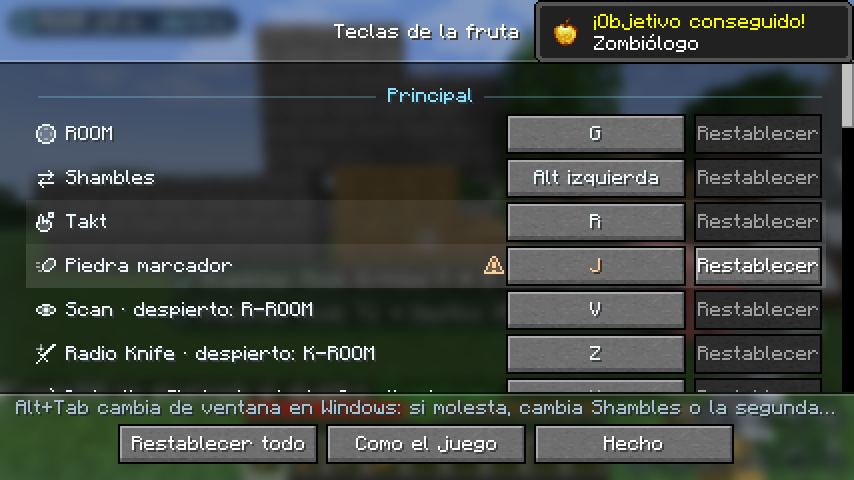 Teclas de la fruta
¡Objetivo conseguido!
Zombiólogo
Principal
ROOM
G
Restablecer
Shambles
Alt izquierda
Restablecer
Takt
R
Restablecer
Piedra marcador
J
Restablecer
Scan · despierto: R-ROOM
V
Restablecer
Radio Knife · despierto: K-ROOM
Z
Restablecer
Alt+Tab cambia de ventana en Windows: si molesta, cambia Shambles o la segunda...
Restablecer todo
Como el juego
Hecho